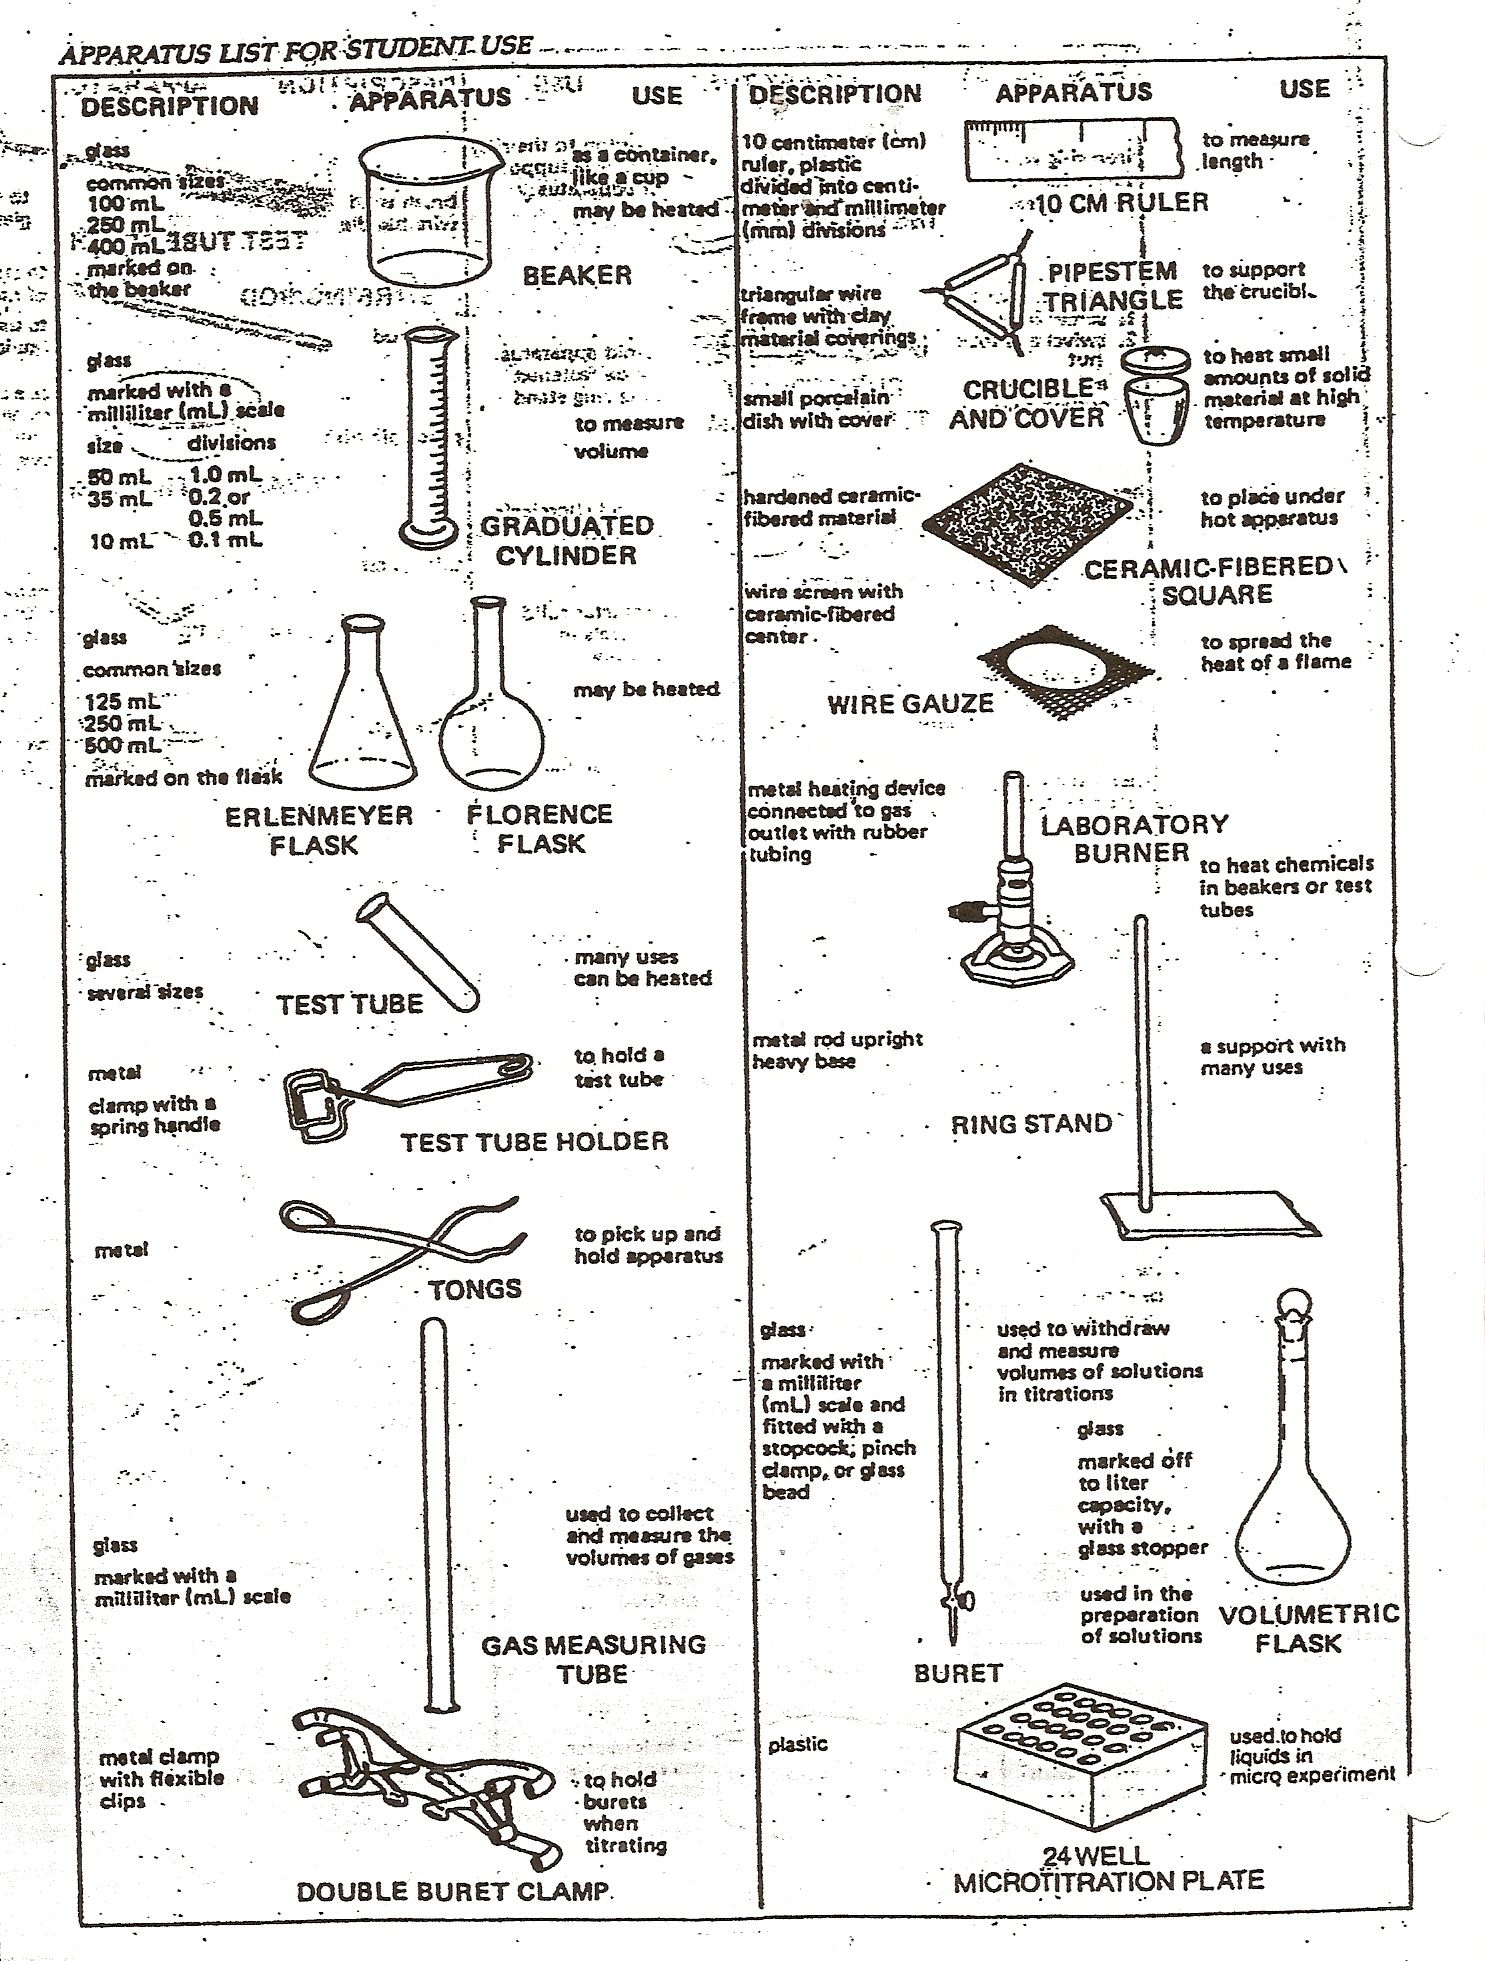 APPARATUS LIST FOR STUDENT USE
DESCRIPTION
APPARATUS
USE
glass
common sizes
100 mL
250 mL
400 mL
marked on
the beaker
as a container,
like a cup
may be heated
BEAKER
glass
marked with a
milliliter (mL) scale
size divisions
50 mL 1.0 mL
35 mL 0.2 or
0.5 mL
10 mL 0.1 mL
to measure
volume
GRADUATED
CYLINDER
glass
common sizes
125 mL
250 mL
500 mL
marked on the flask
may be heated
ERLENMEYER
FLASK
FLORENCE
FLASK
glass
several sizes
TEST TUBE
many uses
can be heated
metal
clamp with a
spring handle
to hold a
test tube
TEST TUBE HOLDER
metal
to pick up and
hold apparatus
TONGS
glass
marked with a
milliliter (mL) scale
used to collect
and measure the
volumes of gases
GAS MEASURING
TUBE
metal clamp
with flexible
clips
to hold
burets
when
titrating
DOUBLE BURET CLAMP
DESCRIPTION
APPARATUS
USE
10 centimeter (cm)
ruler, plastic
divided into centi-
meter and millimeter
(mm) divisions
to measure
length
10 CM RULER
triangular wire
frame with clay
material coverings
PIPESTEM
TRIANGLE
to support
the
small porcelain
dish with cover
CRUCIBLE
AND COVER
to heat small
amounts of solid
material at high
temperature
hardened ceramic-
fibered material
to place under
hot apparatus
CERAMIC-FIBERED
SQUARE
wire screen with
ceramic-fibered
center
to spread the
heat of a flame
WIRE GAUZE
metal heating device
connected to gas
outlet with rubber
tubing
LABORATORY
BURNER
to heat chemicals
in beakers or test
tubes
metal rod upright
heavy base
a support with
many uses
RING STAND
glass
marked with
a milliliter
(mL) scale and
fitted with a
stopcock, pinch
clamp, or glass
bead
used to withdraw
and measure
volumes of solutions
in titrations
BURET
glass
marked off
to liter
capacity,
with a
glass stopper
used in the
preparation
of solutions
VOLUMETRIC
FLASK
plastic
used to hold
liquids in
micro experiment
24 WELL
MICROTITRATION PLATE